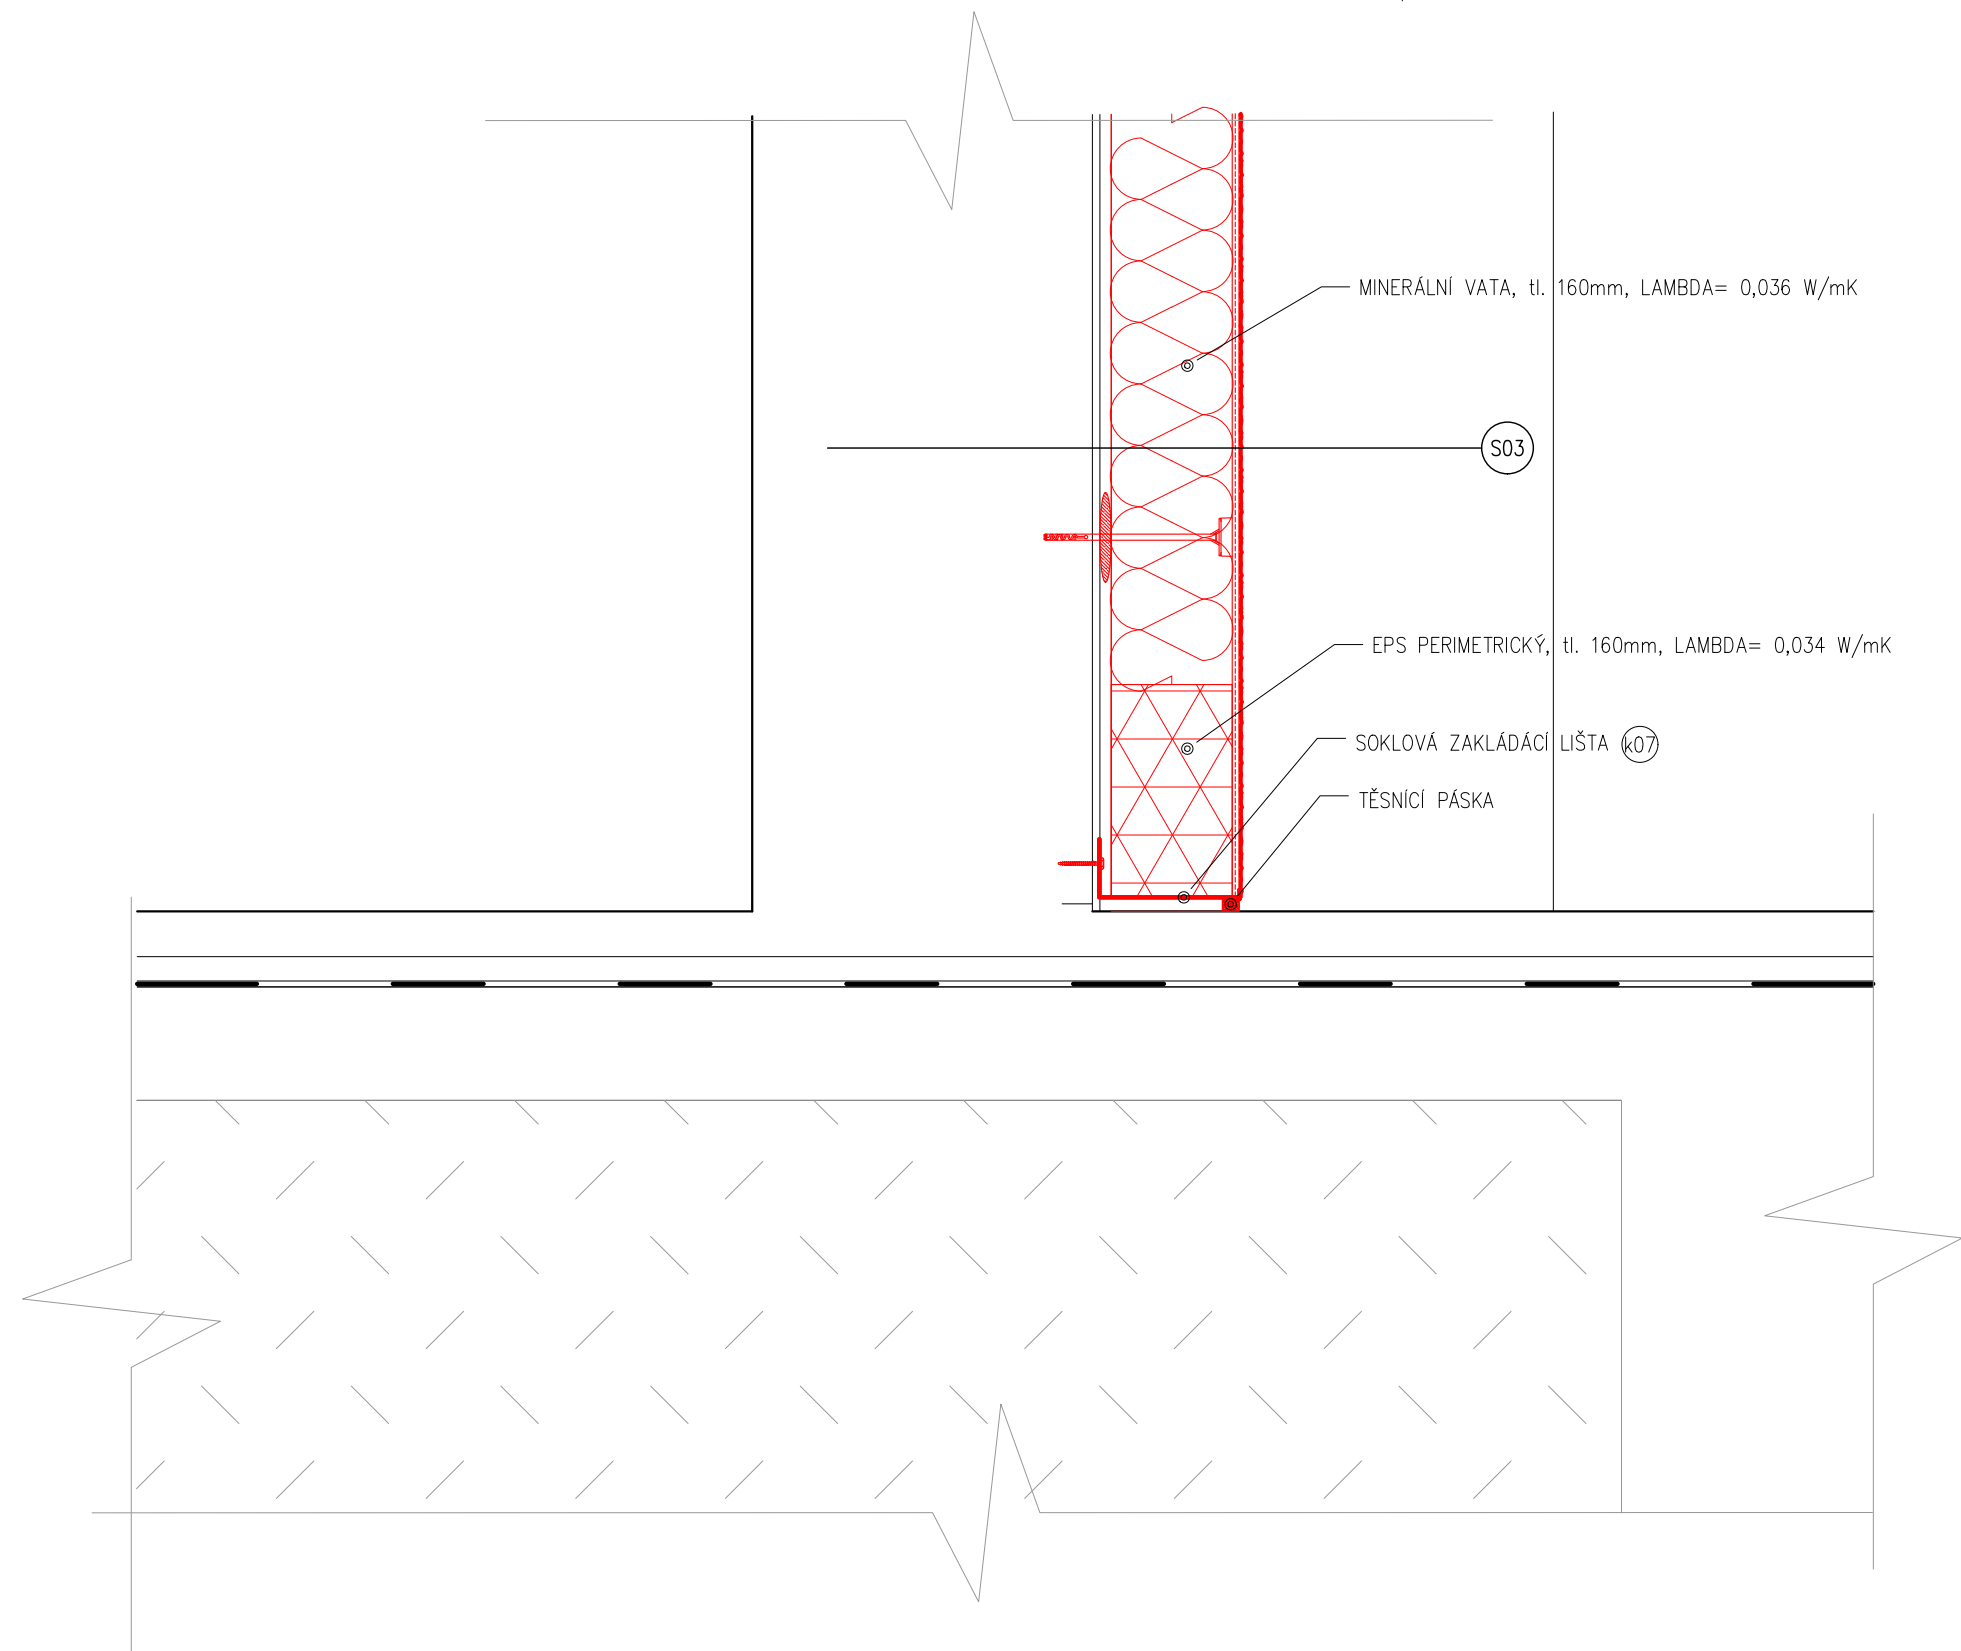 MINERÁLNÍ VATA, tl. 160mm, LAMBDA= 0,036 W/mK
S03
EPS PERIMETRICKÝ, tl. 160mm, LAMBDA= 0,034 W/mK
SOKLOVÁ ZAKLÁDÁCÍ LIŠTA k07
TĚSNÍCÍ PÁSKA